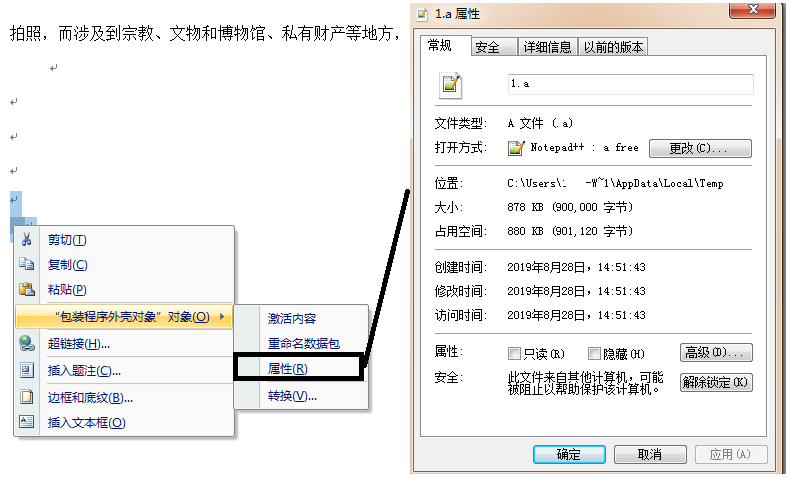 拍照，而涉及到宗教、文物和博物馆、私有财产等地方，
剪切(T)
复制(C)
粘贴(P)
“包装程序外壳对象”对象(O)
超链接(H)...
插入题注(C)...
边框和底纹(B)...
插入文本框(O)
激活内容
重命名数据包
属性(R)
转换(V)...
1.a 属性
常规 安全 详细信息 以前的版本
1.a
文件类型: A 文件 (.a)
打开方式: Notepad++ : a free 更改(C)...
位置: C:\Users\: -W~1\AppData\Local\Temp
大小: 878 KB (900,000 字节)
占用空间: 880 KB (901,120 字节)
创建时间: 2019年8月28日，14:51:43
修改时间: 2019年8月28日，14:51:43
访问时间: 2019年8月28日，14:51:43
属性: 只读(R) 隐藏(H) 高级(D)...
安全: 此文件来自其他计算机，可能
被阻止以帮助保护该计算机。 解除锁定(K)
确定 取消 应用(A)